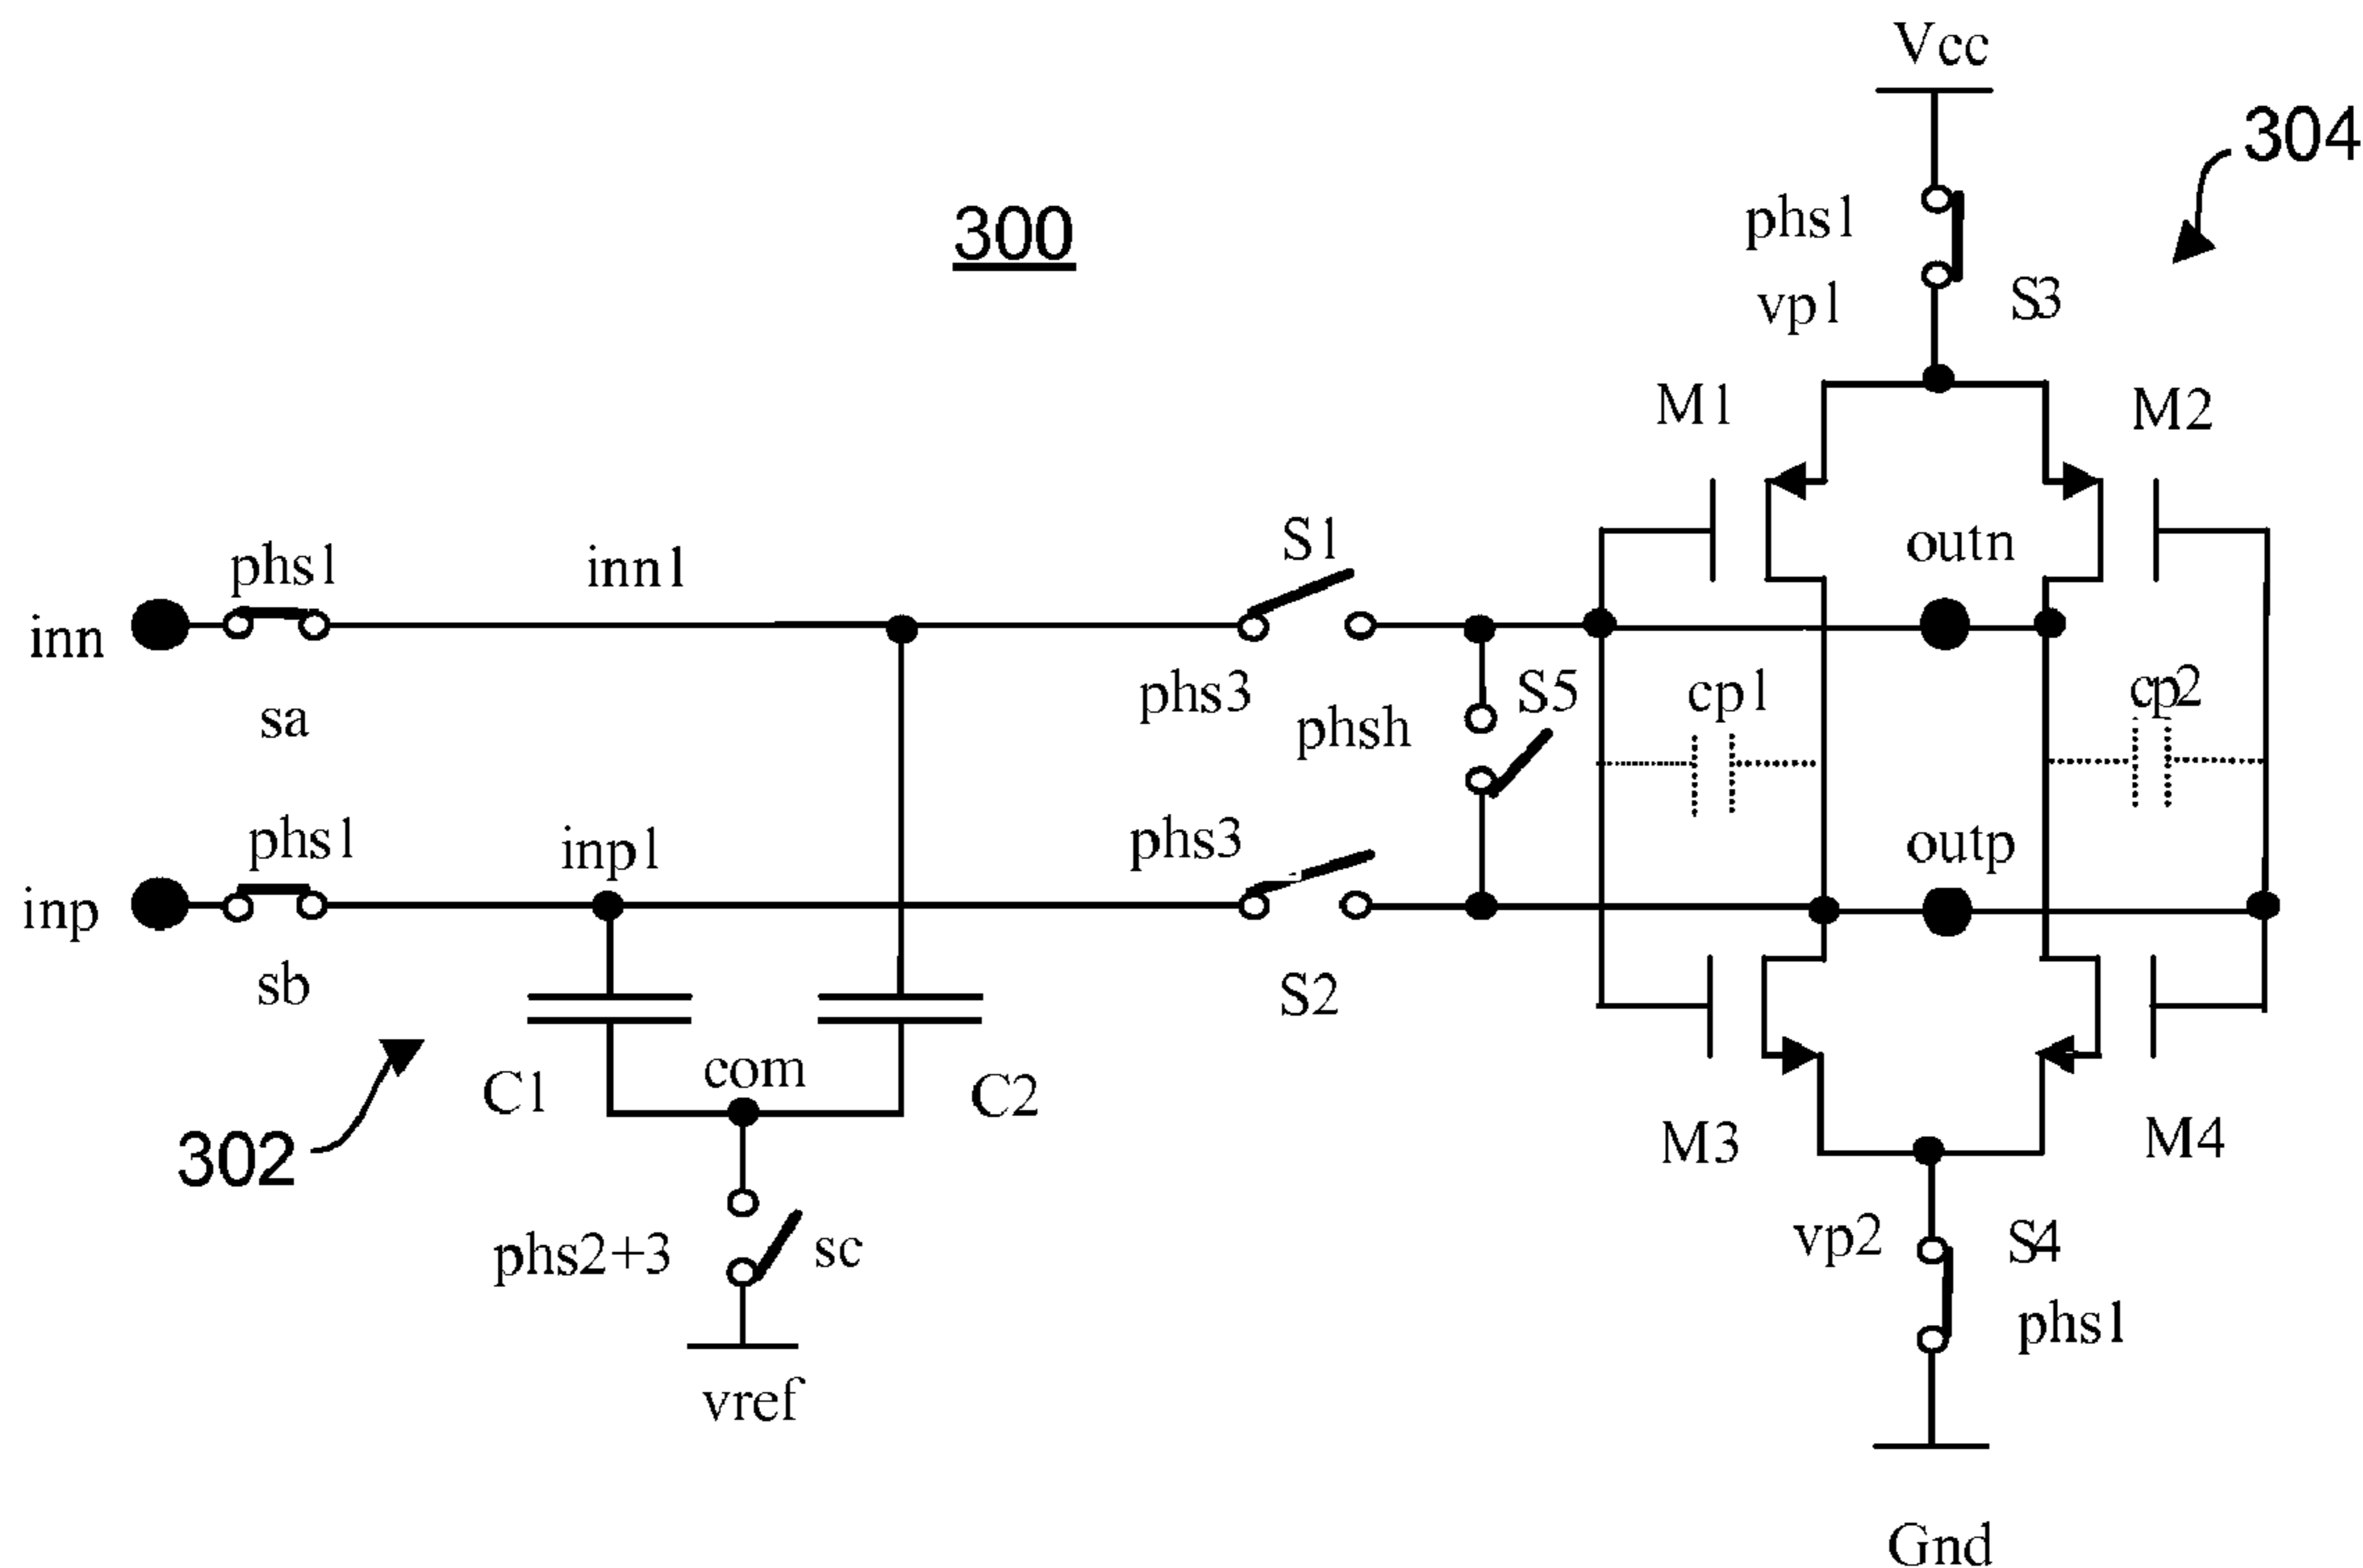 Vcc
304
300
phs1
vp1
S3
M1
M2
S1
outn
phs1
inn1
inn
sa
phs3
phsh
S5
cp1
cp2
phs1
inp1
phs3
outp
inp
sb
S2
C1
com
C2
302
M3
M4
phs2+3
sc
vp2
S4
phs1
vref
Gnd